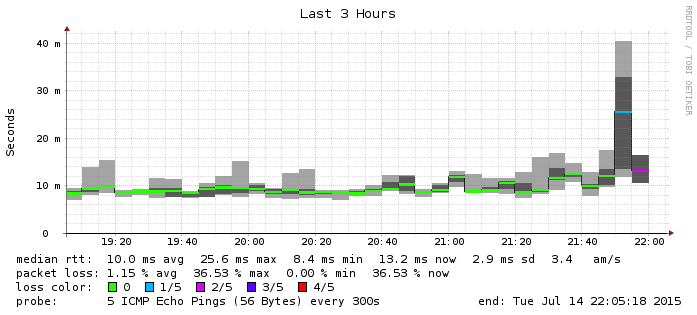 Last 3 Hours
RRDTOOL / TOBI OETIKER
Seconds
40 m
30 m
20 m
10 m
0
19:20 19:40 20:00 20:20 20:40 21:00 21:20 21:40 22:00
median rtt: 10.0 ms avg 25.6 ms max 8.4 ms min 13.2 ms now 2.9 ms sd 3.4 am/s
packet loss: 1.15 % avg 36.53 % max 0.00 % min 36.53 % now
loss color: 0 1/5 2/5 3/5 4/5
probe: 5 ICMP Echo Pings (56 Bytes) every 300s end: Tue Jul 14 22:05:18 2015